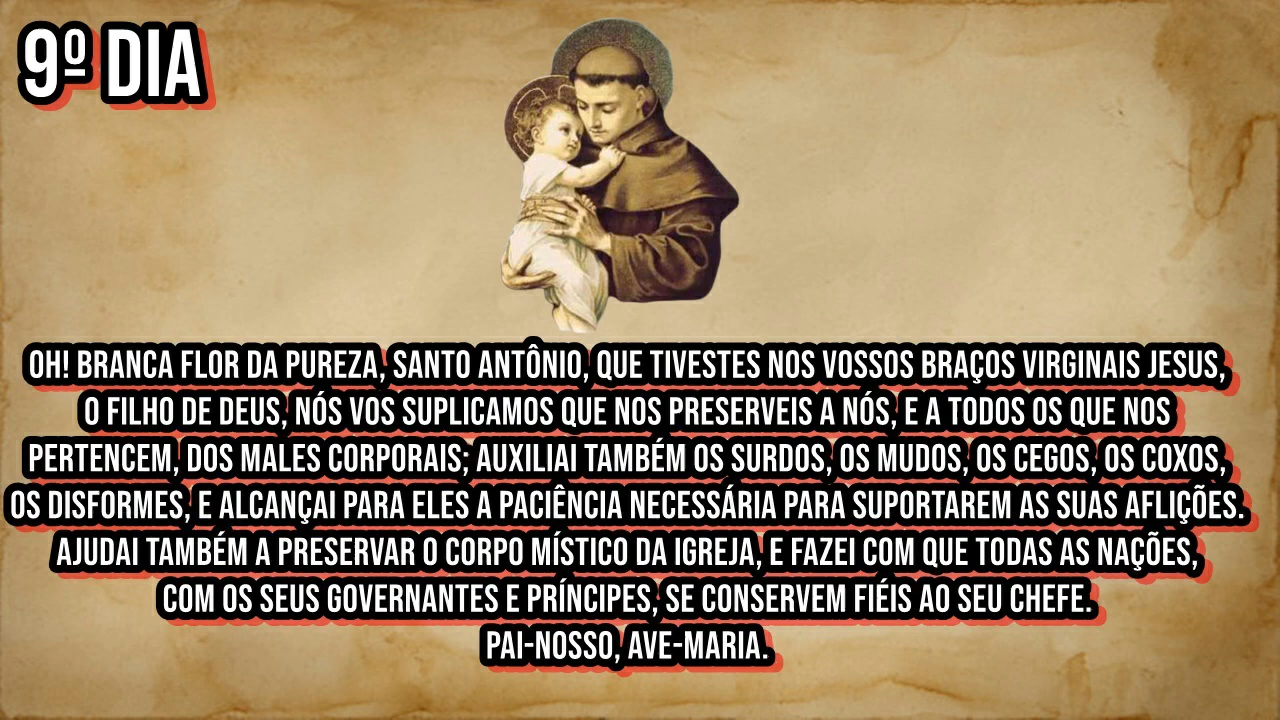 9º DIA
OH! BRANCA FLOR DA PUREZA, SANTO ANTÔNIO, QUE TIVESTES NOS VOSSOS BRAÇOS VIRGINAIS JESUS,
O FILHO DE DEUS, NÓS VOS SUPLICAMOS QUE NOS PRESERVEIS A NÓS, E A TODOS OS QUE NOS
PERTENCEM, DOS MALES CORPORAIS; AUXILIAI TAMBÉM OS SURDOS, OS MUDOS, OS CEGOS, OS COXOS,
OS DISFORMES, E ALCANÇAI PARA ELES A PACIÊNCIA NECESSÁRIA PARA SUPORTAREM AS SUAS AFLIÇÕES.
AJUDAI TAMBÉM A PRESERVAR O CORPO MÍSTICO DA IGREJA, E FAZEI COM QUE TODAS AS NAÇÕES,
COM OS SEUS GOVERNANTES E PRÍNCIPES, SE CONSERVEM FIÉIS AO SEU CHEFE.
PAI-NOSSO, AVE-MARIA.